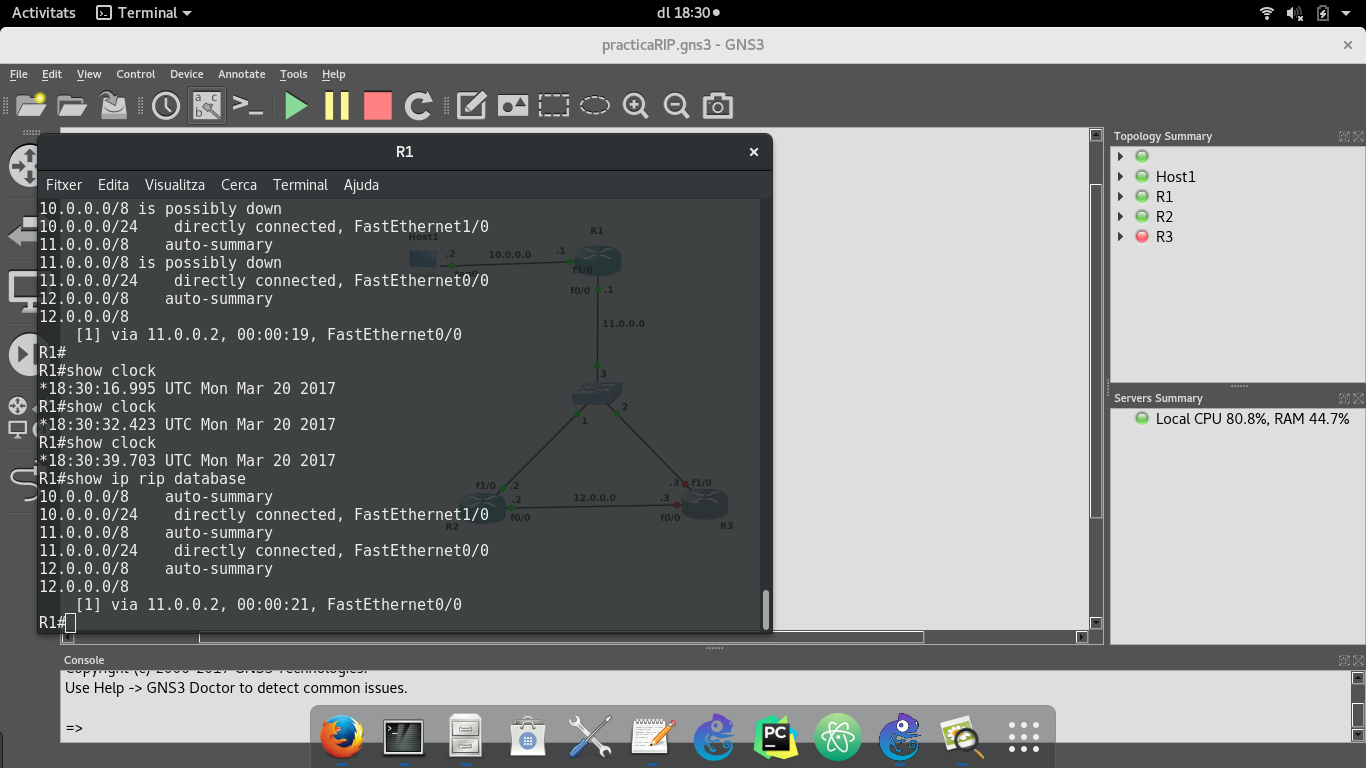 Activitats
Terminal
dl 18:30
practicaRIP.gns3 - GNS3
File Edit View Control Device Annotate Tools Help
a c
b
R1
Fitxer Edita Visualitza Cerca Terminal Ajuda
10.0.0.0/8 is possibly down
10.0.0.0/24    directly connected, FastEthernet1/0
11.0.0.0/8    auto-summary
11.0.0.0/8 is possibly down
11.0.0.0/24    directly connected, FastEthernet0/0
12.0.0.0/8    auto-summary
12.0.0.0/8
    [1] via 11.0.0.2, 00:00:19, FastEthernet0/0
R1#
R1#show clock
*18:30:16.995 UTC Mon Mar 20 2017
R1#show clock
*18:30:32.423 UTC Mon Mar 20 2017
R1#show clock
*18:30:39.703 UTC Mon Mar 20 2017
R1#show ip rip database
10.0.0.0/8    auto-summary
10.0.0.0/24    directly connected, FastEthernet1/0
11.0.0.0/8    auto-summary
11.0.0.0/24    directly connected, FastEthernet0/0
12.0.0.0/8    auto-summary
12.0.0.0/8
    [1] via 11.0.0.2, 00:00:21, FastEthernet0/0
R1#
Host1
.2
10.0.0.0
.1
R1
f1/0
f0/0
.1
11.0.0.0
3
1
2
f1/0
.2
.2
f0/0
R2
12.0.0.0
.3
f1/0
.3
f0/0
R3
Topology Summary
Host1
R1
R2
R3
Servers Summary
Local CPU 80.8%, RAM 44.7%
Console
Copyright (c) 2006-2017 GNS3 Technologies.
Use Help -> GNS3 Doctor to detect common issues.
=>
PC